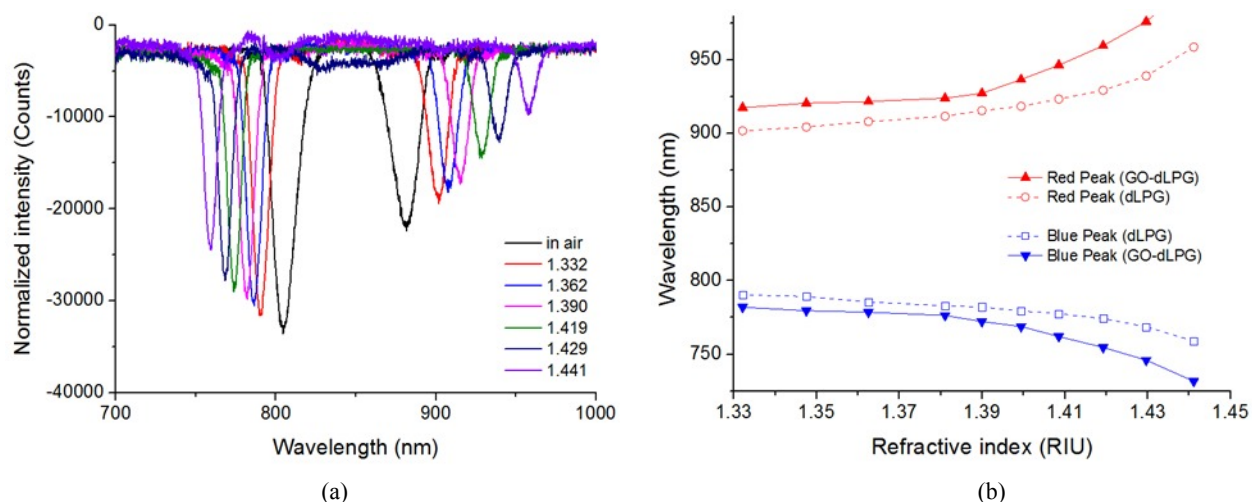 0
-10000
-20000
-30000
-40000
Normalized intensity (Counts)
700
800
900
1000
Wavelength (nm)
in air
1.332
1.362
1.390
1.419
1.429
1.441
(a)
950
900
850
800
750
Wavelength (nm)
1.33
1.35
1.37
1.39
1.41
1.43
1.45
Refractive index (RIU)
Red Peak (GO-dLPG)
Red Peak (dLPG)
Blue Peak (dLPG)
Blue Peak (GO-dLPG)
(b)